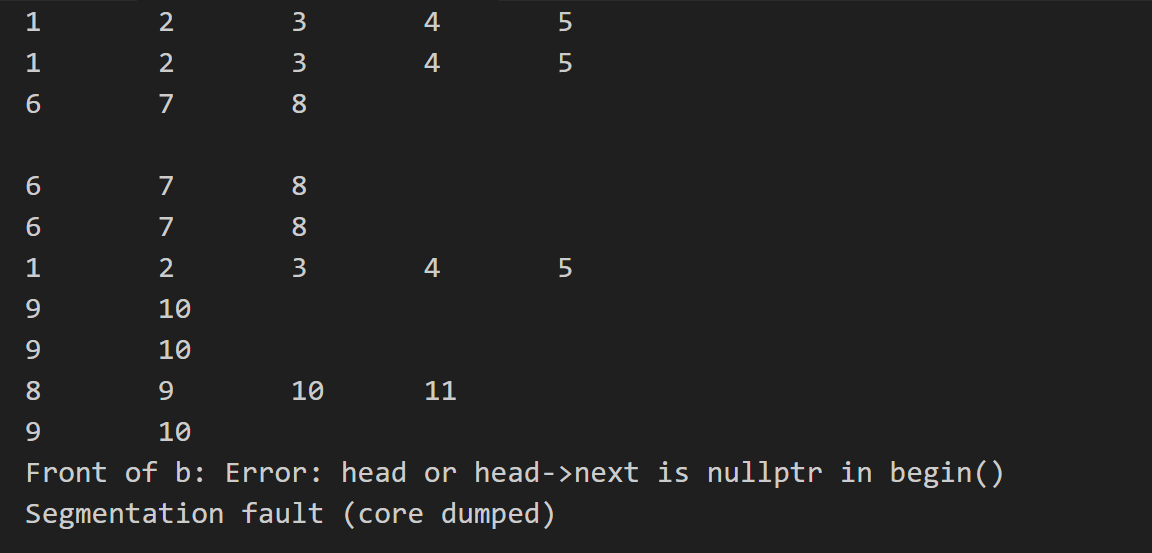 1 2 3 4 5
1 2 3 4 5
6 7 8
6 7 8
6 7 8
1 2 3 4 5
9 10
9 10
8 9 10 11
9 10
Front of b: Error: head or head->next is nullptr in begin()
Segmentation fault (core dumped)